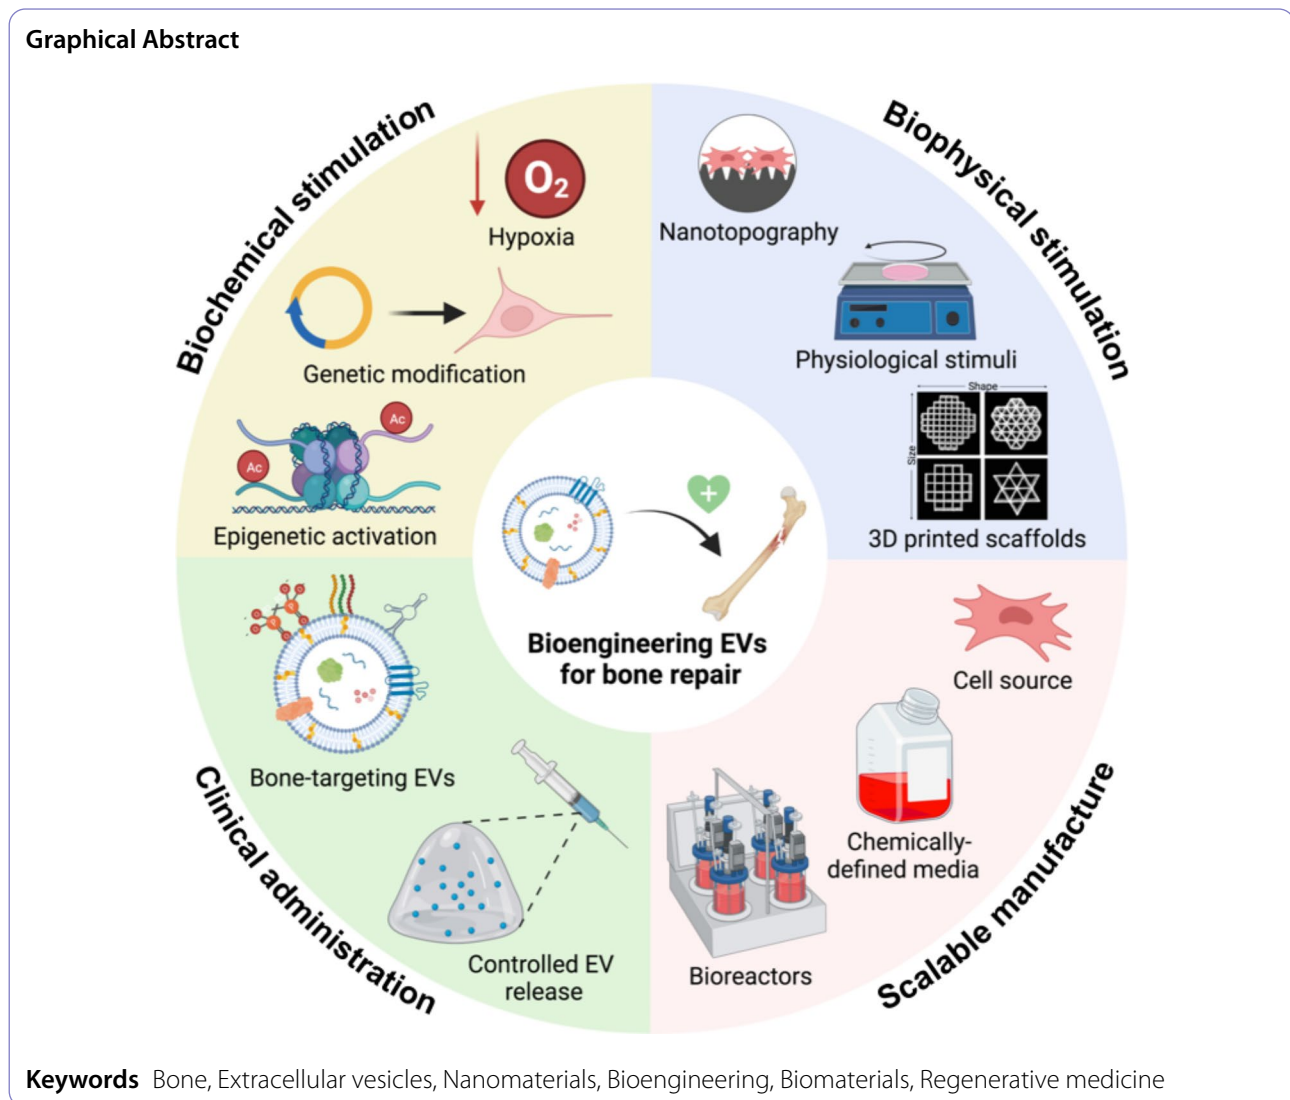 Graphical Abstract
Biochemical stimulation
O2
Hypoxia
Genetic modification
Ac
Ac
Epigenetic activation
Biophysical stimulation
Nanotopography
Physiological stimuli
Shape
Size
3D printed scaffolds
Bioengineering EVs
for bone repair
Clinical administration
Bone-targeting EVs
Controlled EV
release
Scalable manufacture
Cell source
Chemically-
defined media
Bioreactors
Keywords Bone, Extracellular vesicles, Nanomaterials, Bioengineering, Biomaterials, Regenerative medicine